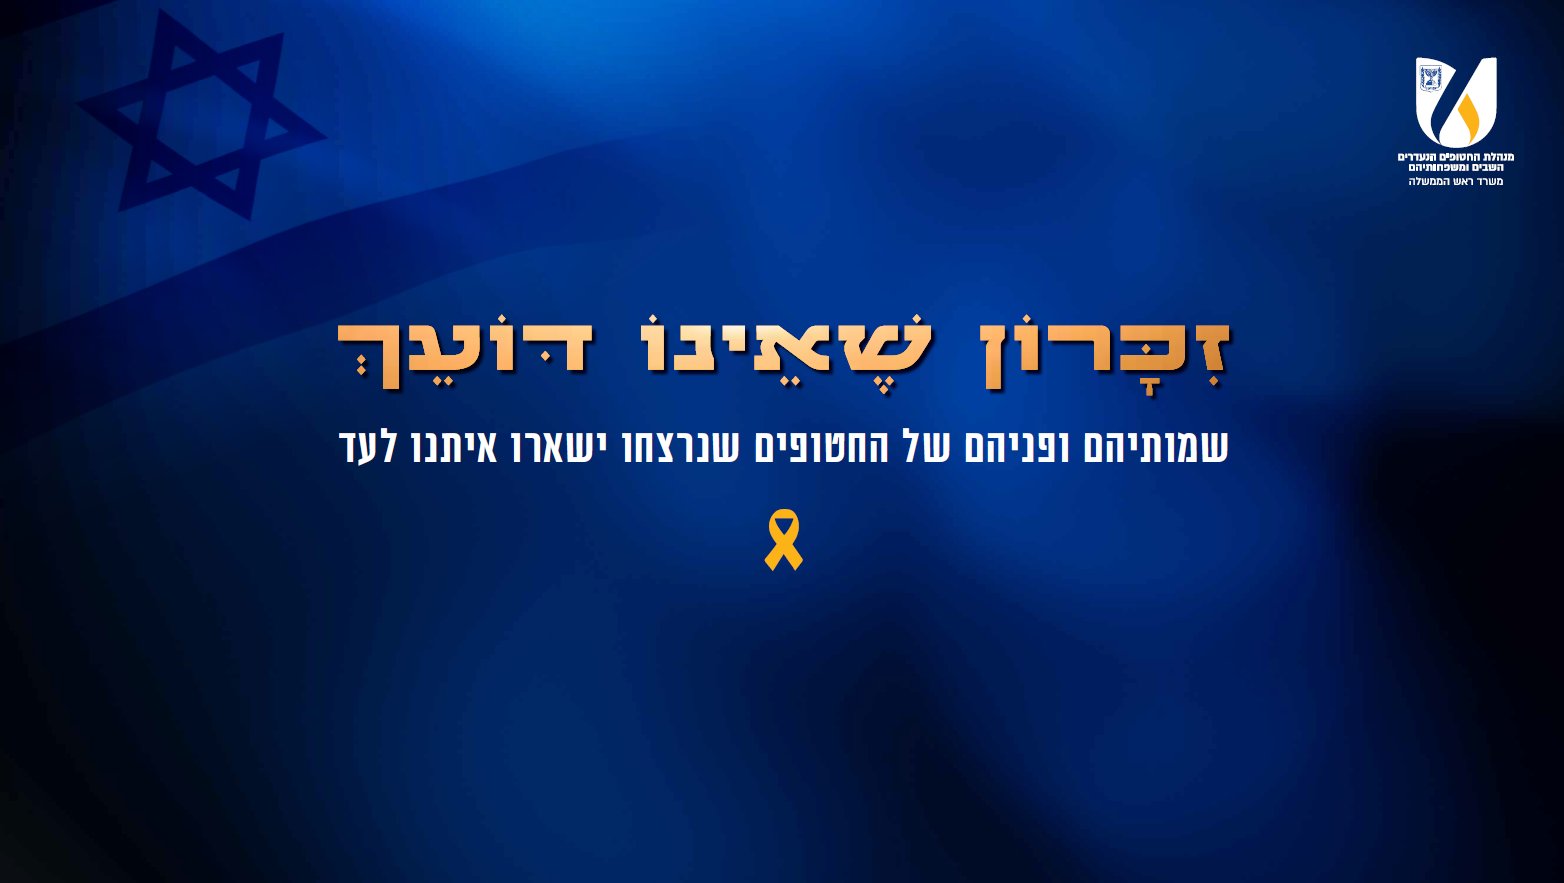 מנהלת החטופים הנעדרים
השבים ומשפחותיהם
משרד ראש הממשלה
זִכָּרוֹן שֶׁאֵינוֹ דּוֹעֵךְ
שמותיהם ופניהם של החטופים שנרצחו ישארו איתנו לעד